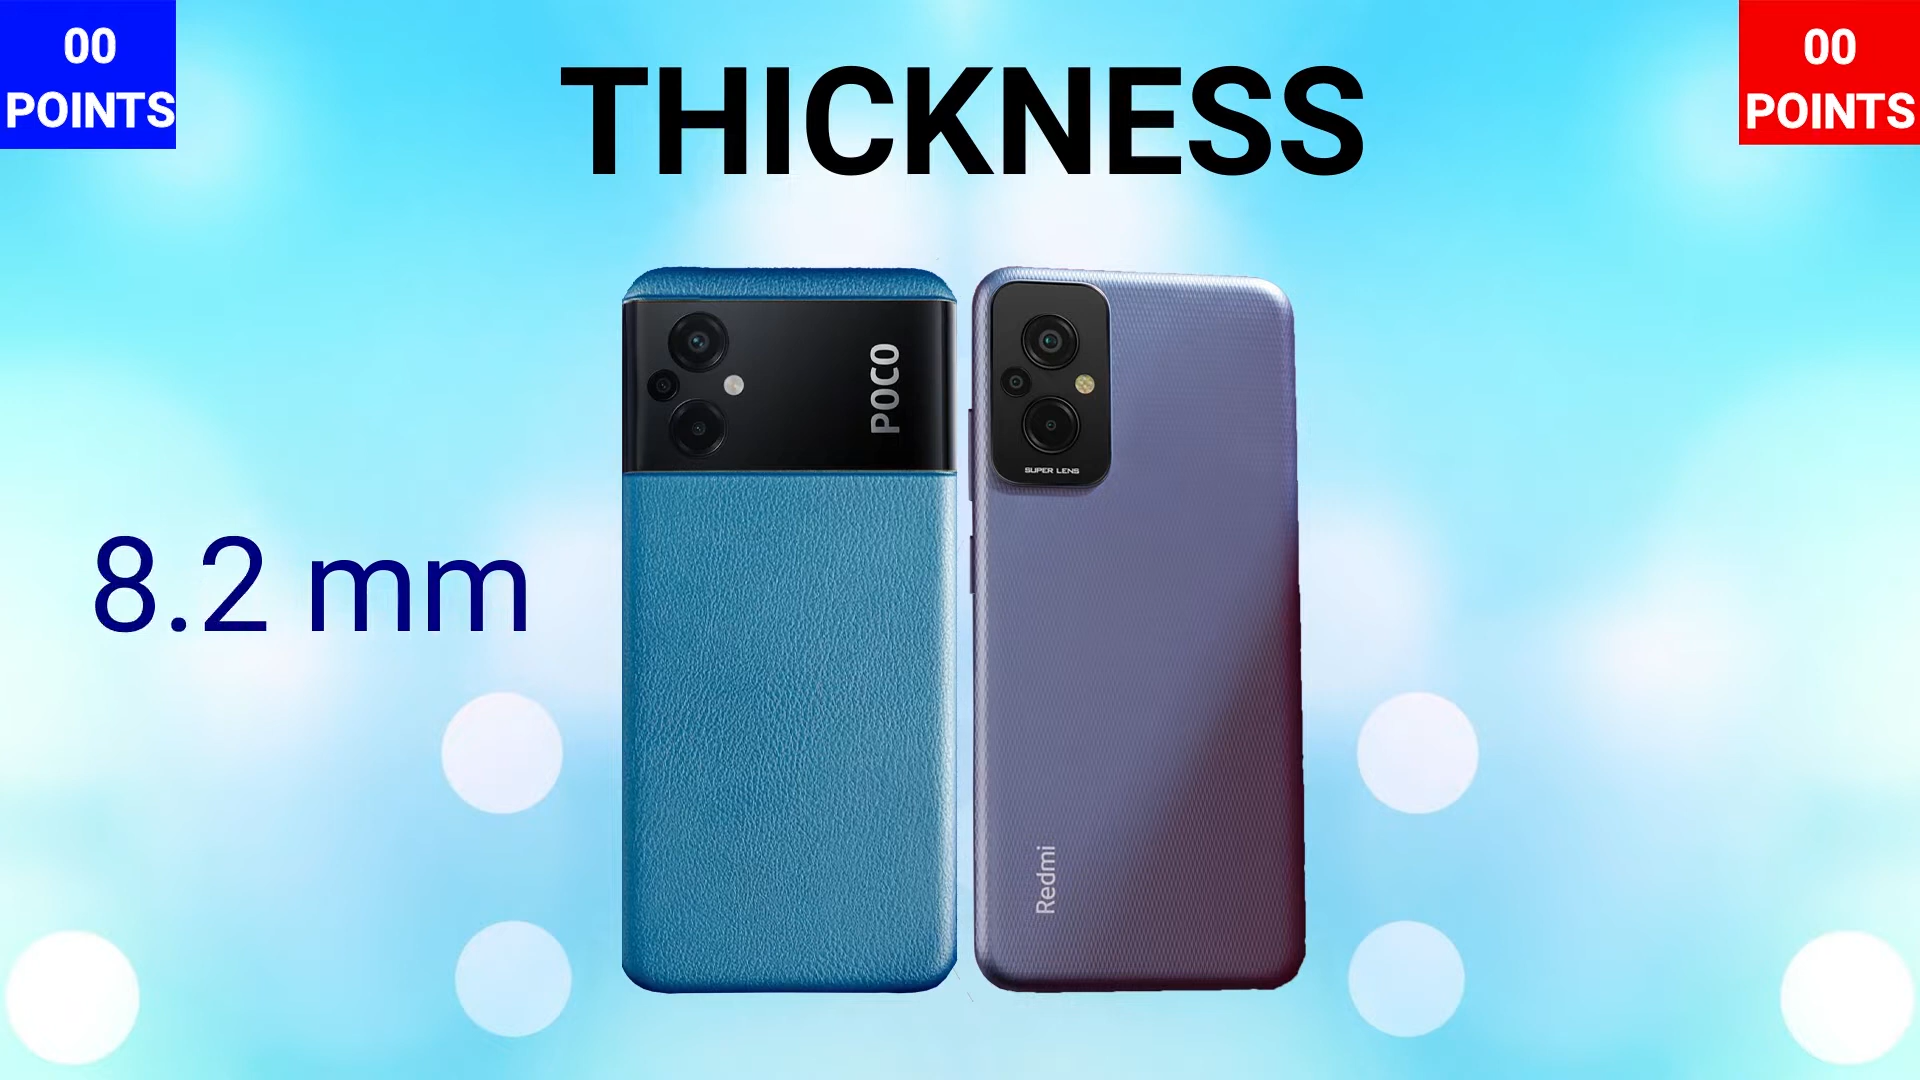 00
POINTS
THICKNESS
00
POINTS
POCO
SUPER LENS
8.2 mm
Redmi